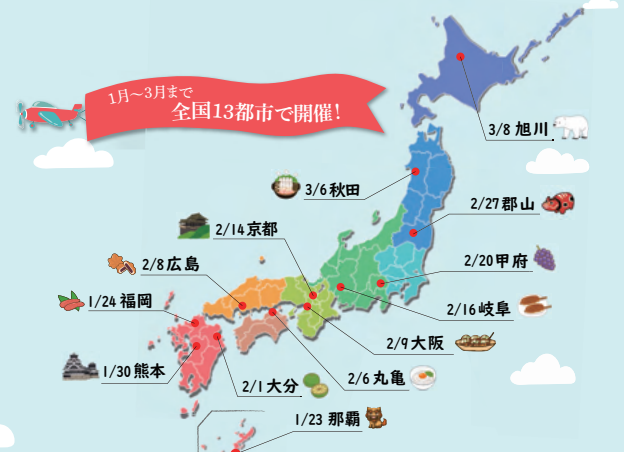 1月～3月まで
全国13都市で開催!
3/8 旭川
3/6 秋田
2/27 郡山
2/14 京都
2/20 甲府
2/8 広島
1/24 福岡
2/16 岐阜
2/9 大阪
1/30 熊本
2/1 大分
2/6 丸亀
1/23 那覇